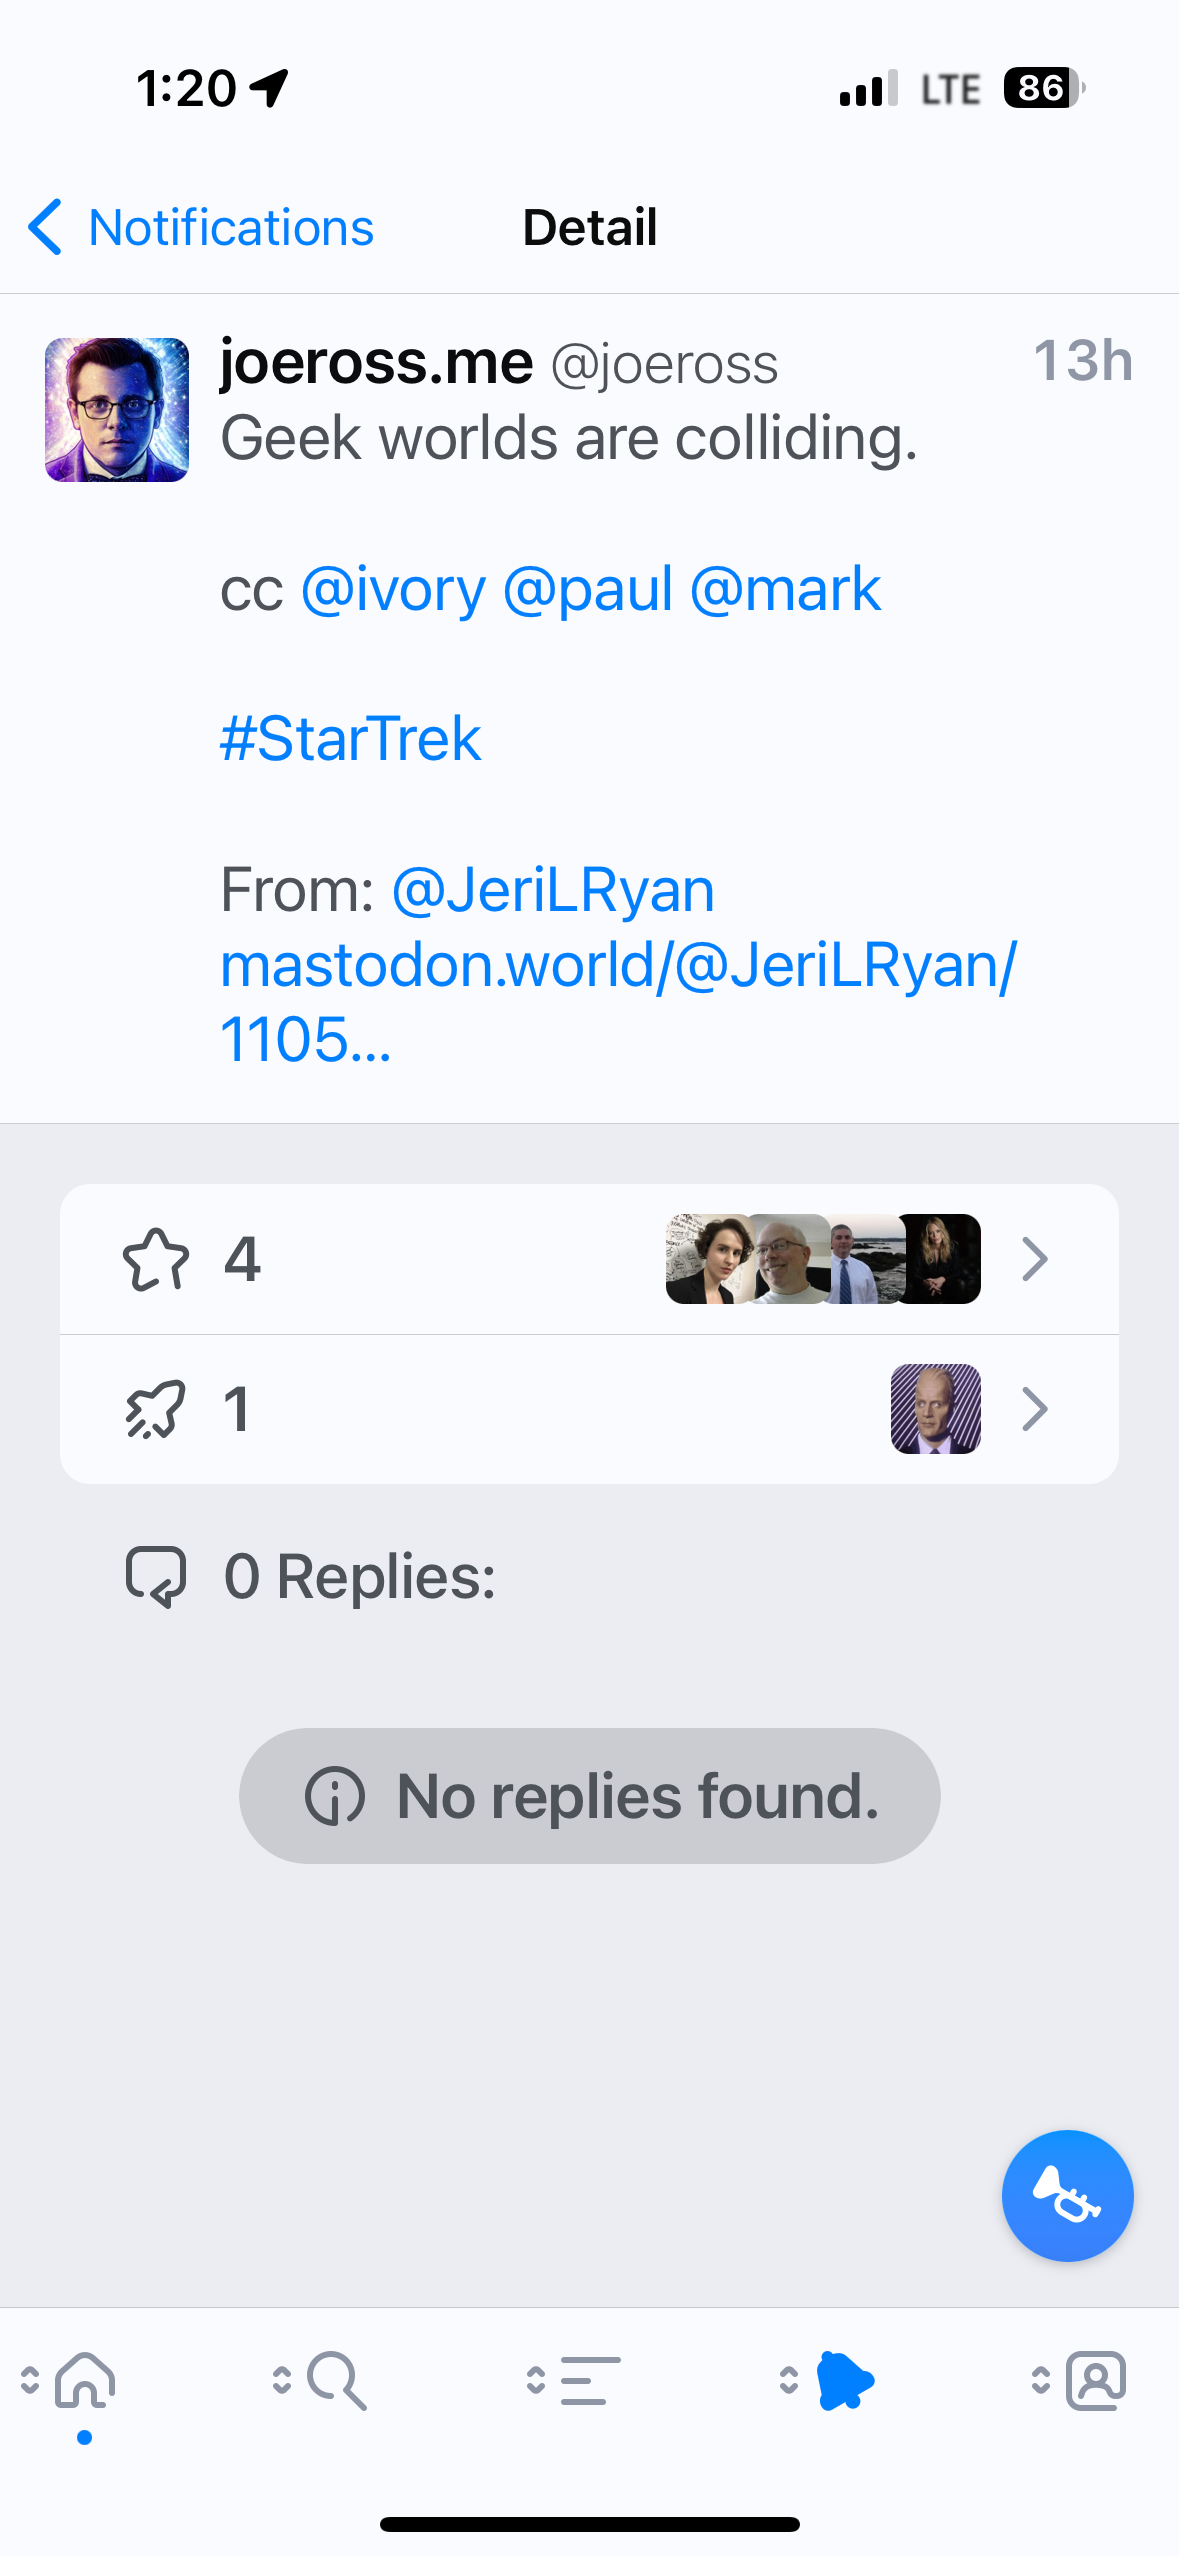 1:20
LTE
86
Notifications
Detail
joeross.me @joeross
13h
Geek worlds are colliding.
cc @ivory @paul @mark
#StarTrek
From: @JeriLRyan
mastodon.world/@JeriLRyan/
1105...
4
1
0 Replies:
No replies found.